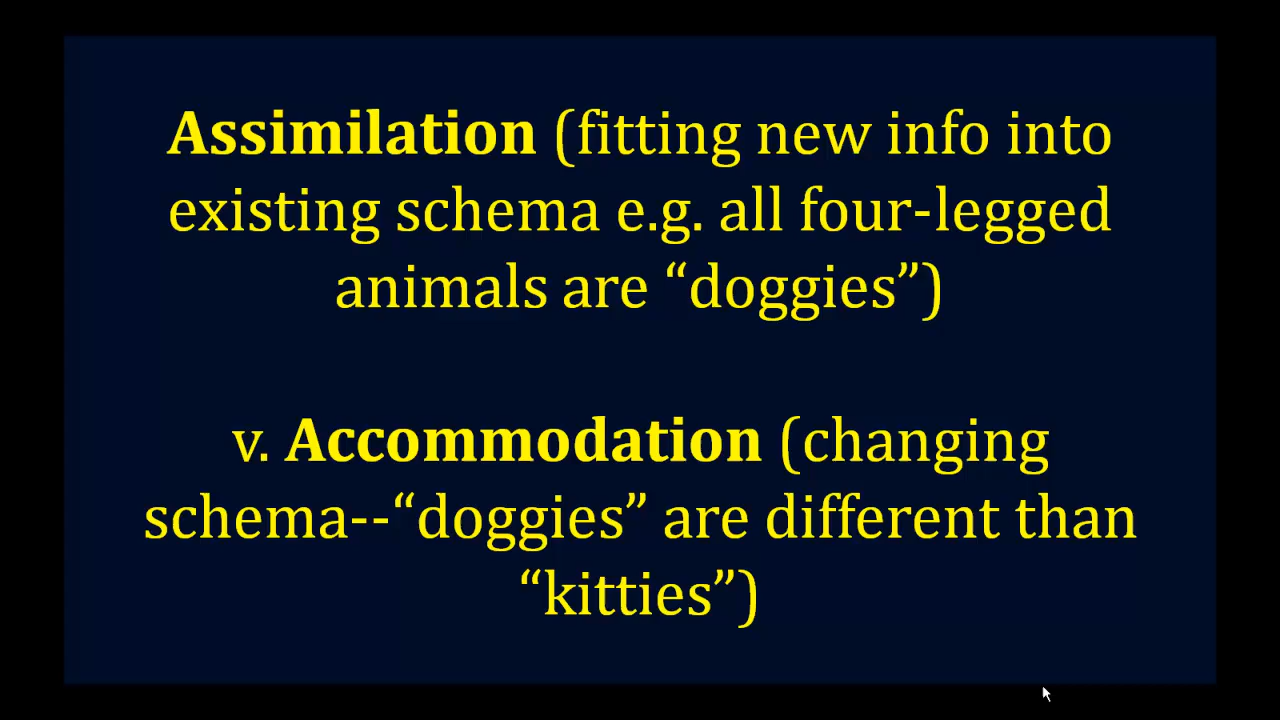 Assimilation (fitting new info into
existing schema e.g. all four-legged
animals are “doggies”)
v. Accommodation (changing
schema--“doggies” are different than
“kitties”)